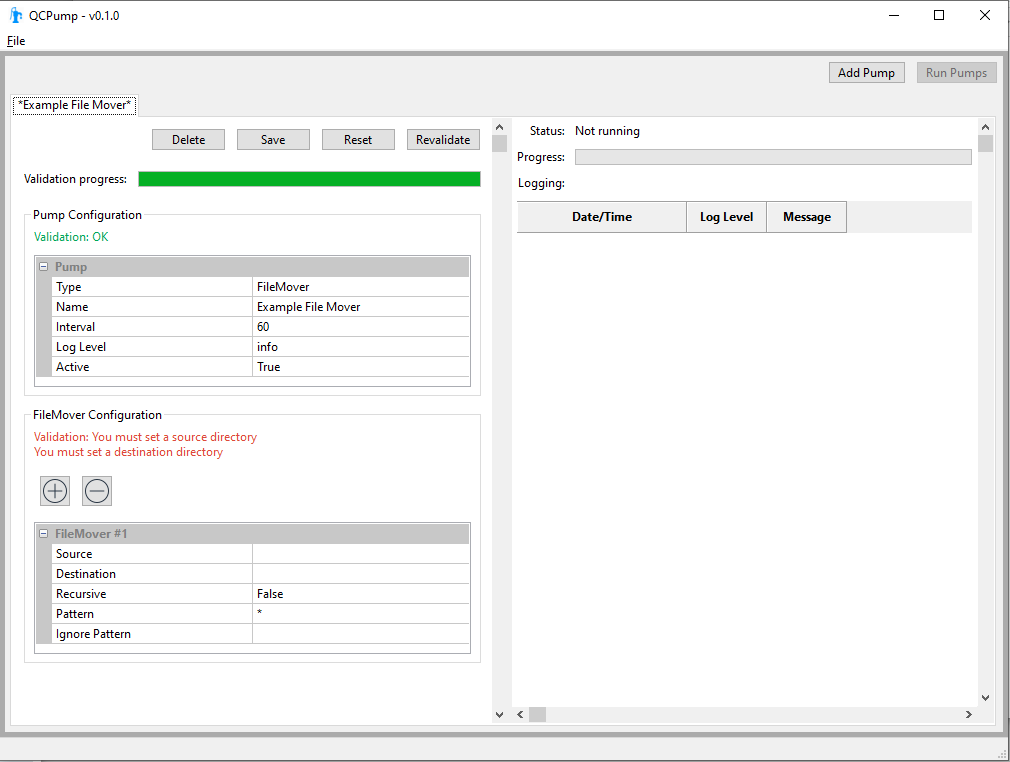 QCPump - v0.1.0
File
Add Pump Run Pumps
*Example File Mover*
Delete Save Reset Revalidate
Validation progress:
Pump Configuration
Validation: OK
Pump
Type FileMover
Name Example File Mover
Interval 60
Log Level info
Active True
FileMover Configuration
Validation: You must set a source directory
You must set a destination directory
FileMover #1
Source
Destination
Recursive False
Pattern *
Ignore Pattern
Status: Not running
Progress:
Logging:
Date/Time Log Level Message